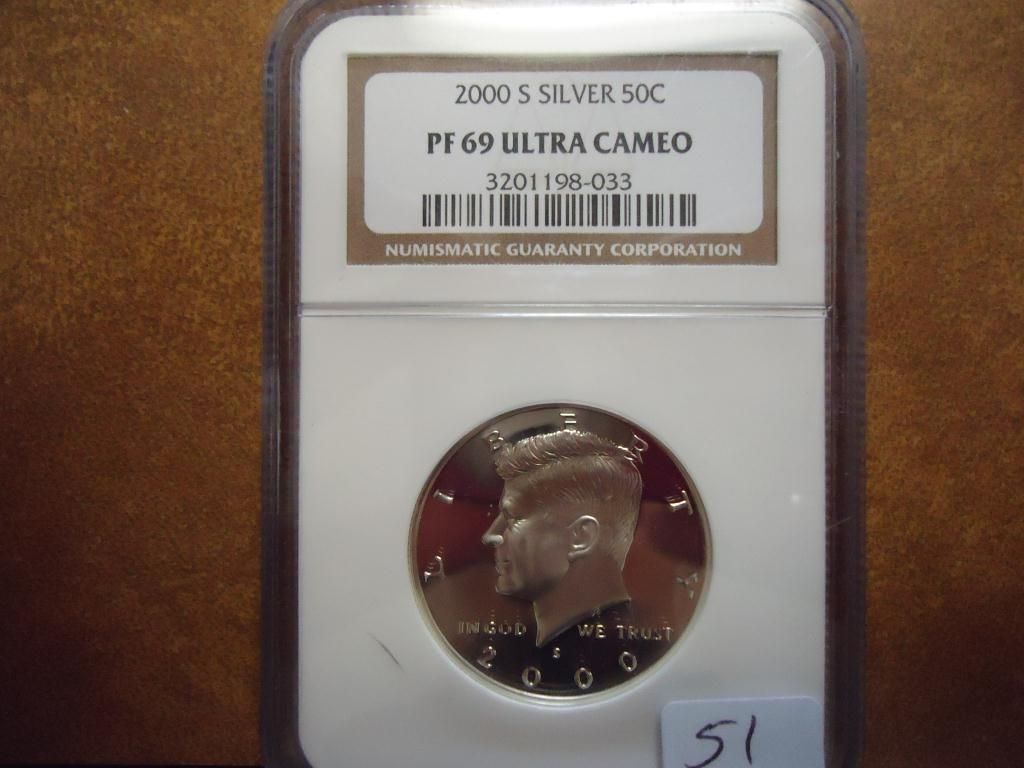 2000 S SILVER 50C
PF 69 ULTRA CAMEO
3201198-033
NUMISMATIC GUARANTY CORPORATION
LIBERTY
IN GOD WE TRUST
S
2000
51